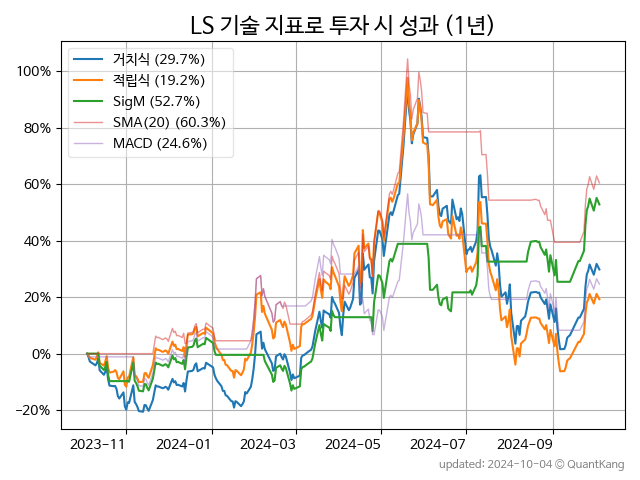 LS 기술 지표로 투자 시 성과 (1년)
거치식 (29.7%)
적립식 (19.2%)
SigM (52.7%)
SMA(20) (60.3%)
MACD (24.6%)
100%
80%
60%
40%
20%
0%
−20%
2023−11
2024−01
2024−03
2024−05
2024−07
2024−09
updated: 2024-10-04 © QuantKang